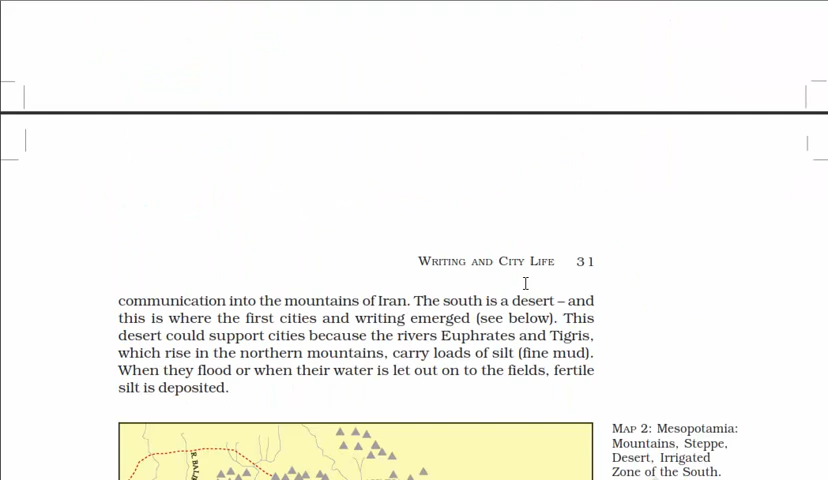 WRITING AND CITY LIFE 31
communication into the mountains of Iran. The south is a desert – and
this is where the first cities and writing emerged (see below). This
desert could support cities because the rivers Euphrates and Tigris,
which rise in the northern mountains, carry loads of silt (fine mud).
When they flood or when their water is let out on to the fields, fertile
silt is deposited.
MAP 2: Mesopotamia:
Mountains, Steppe,
Desert, Irrigated
Zone of the South.